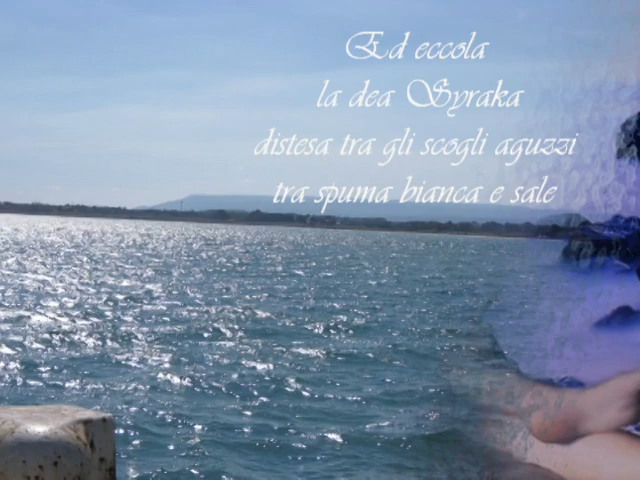 Ed eccola
la dea Syraka
distesa tra gli scogli aguzzi
tra spuma bianca e sale